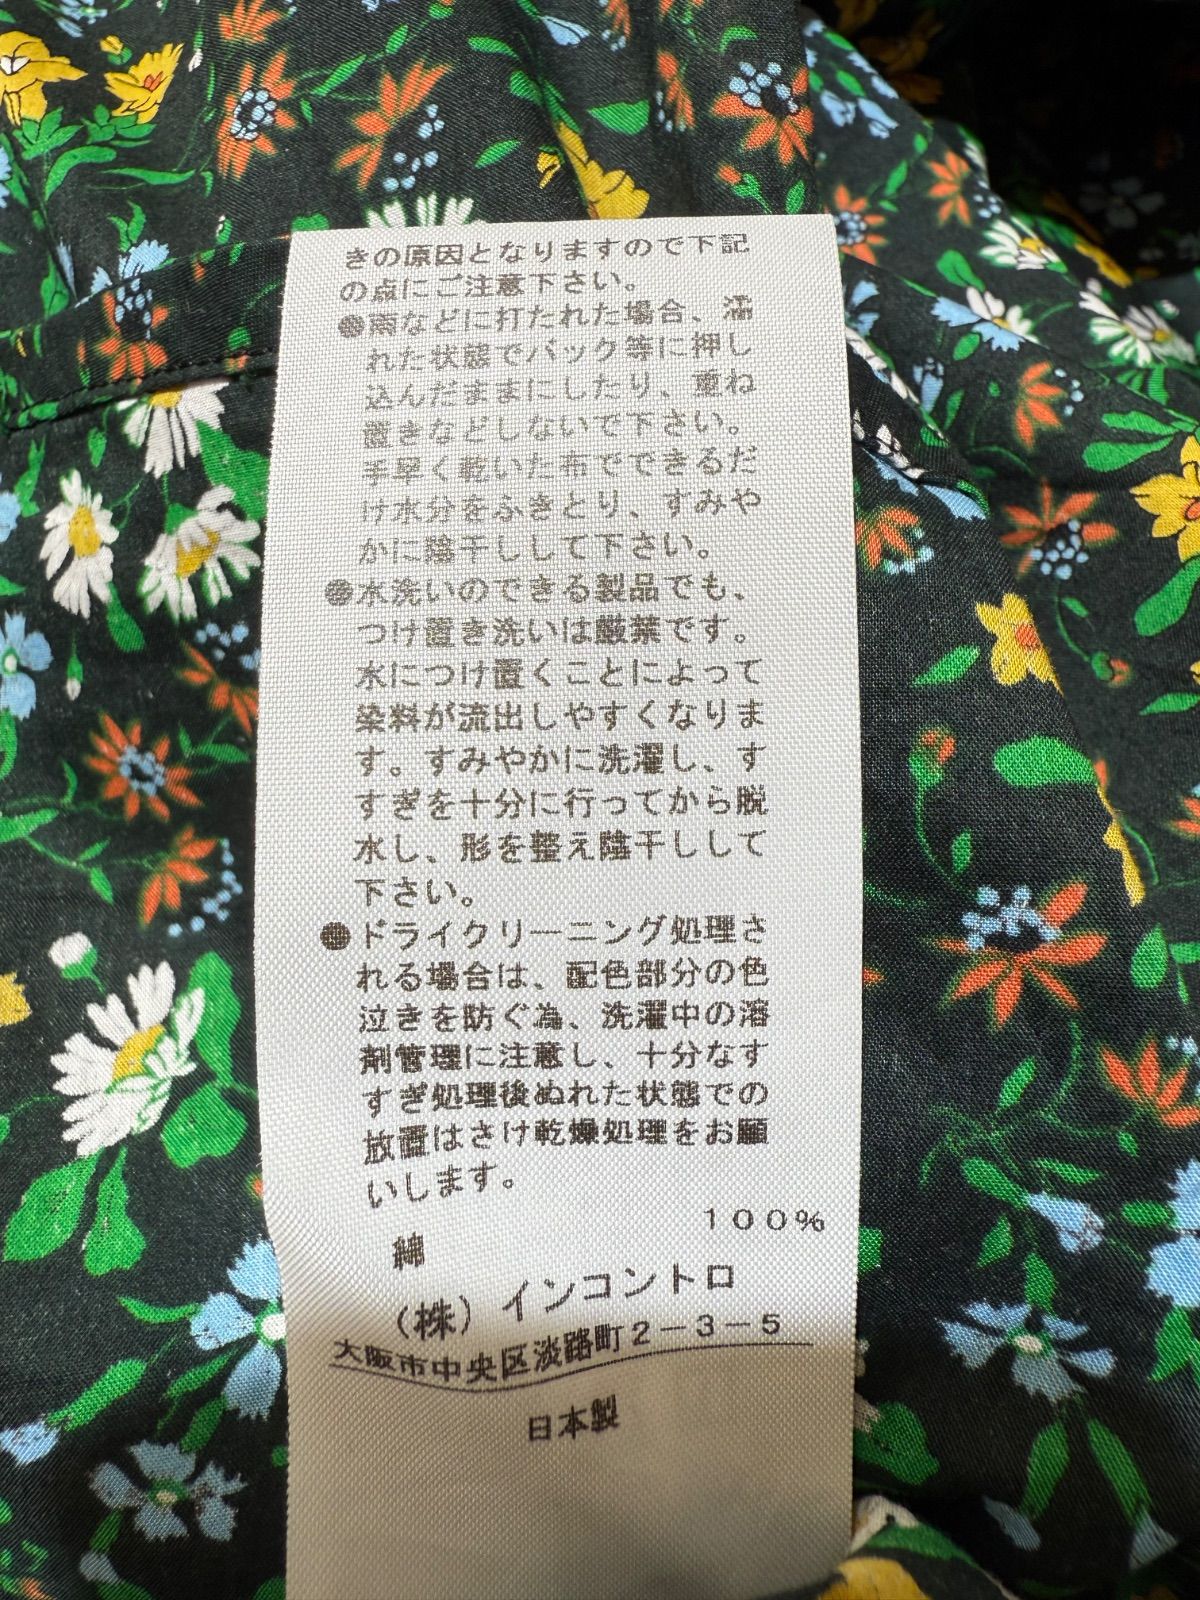 きの原因となりますので下記
の点にご注意下さい。
●雨などに打たれた場合、濡
れた状態でバック等に押し
込んだままにしたり、重ね
置きなどしないで下さい。
手早く乾いた布でできるだ
け水分をふきとり、すみや
かに陰干しして下さい。
●水洗いのできる製品でも、
つけ置き洗いは厳禁です。
水につけ置くことによって
染料が流出しやすくなりま
す。すみやかに洗濯し、す
すぎを十分に行ってから脱
水し、形を整え陰干しして
下さい。
●ドライクリーニング処理さ
れる場合は、配色部分の色
泣きを防ぐ為、洗濯中の溶
剤管理に注意し、十分なす
すぎ処理後ぬれた状態での
放置はさけ乾燥処理をお願
いします。
綿 100%
(株)インコントロ
大阪市中央区淡路町2-3-5
日本製